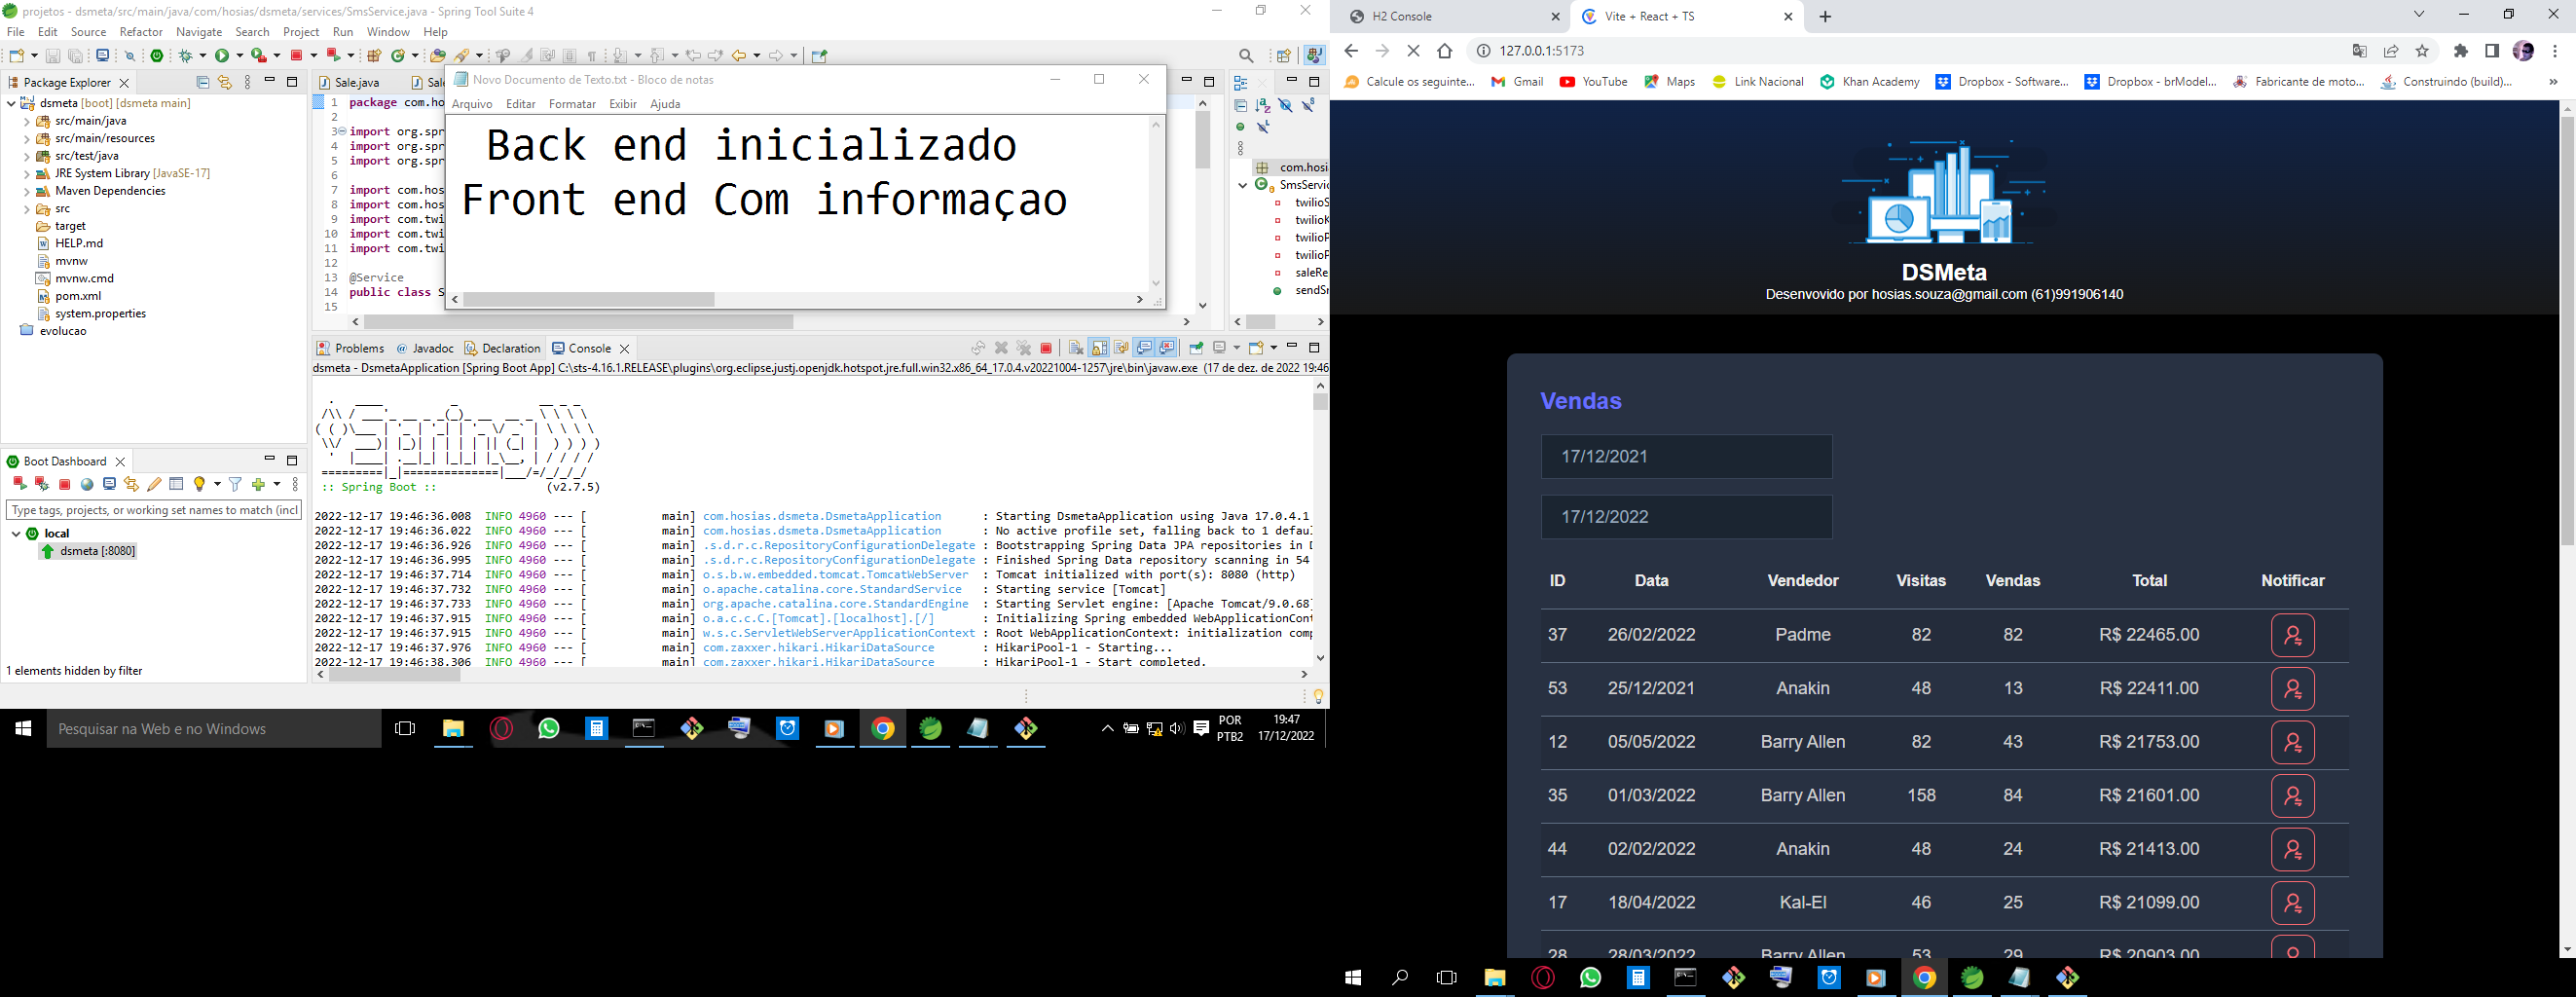 projetos - dsmeta/src/main/java/com/hosias/dsmeta/services/SmsService.java - Spring Tool Suite 4
File Edit Source Refactor Navigate Search Project Run Window Help
Package Explorer
dsmeta [boot] [dsmeta main]
src/main/java
src/main/resources
src/test/java
JRE System Library [JavaSE-17]
Maven Dependencies
src
target
HELP.md
mvnw
mvnw.cmd
pom.xml
system.properties
evolucao
Boot Dashboard
Type tags, projects, or working set names to match (incl
local
dsmeta [:8080]
1 elements hidden by filter
Sale.java Sal
1 package com.ho
2
3 import org.spr
4 import org.spr
5 import org.spr
6
7 import com.hos
8 import com.hos
9 import com.twi
10 import com.twi
11 import com.twi
12
13 @Service
14 public class S
15
Novo Documento de Texto.txt - Bloco de notas
Arquivo Editar Formatar Exibir Ajuda
Back end inicializado
Front end Com informaçao
com.hosi
SmsServic
twilioS
twilioK
twilioP
twilioP
saleRe
sendSr
Problems @ Javadoc Declaration Console
dsmeta - DsmetaApplication [Spring Boot App] C:\sts-4.16.1.RELEASE\plugins\org.eclipse.justj.openjdk.hotspot.jre.full.win32.x86_64_17.0.4.v20221004-1257\jre\bin\javaw.exe (17 de dez. de 2022 19:46
Spring
:: Spring Boot :: (v2.7.5)
2022-12-17 19:46:36.008 INFO 4960 --- [ main] com.hosias.dsmeta.DsmetaApplication : Starting DsmetaApplication using Java 17.0.4.1
2022-12-17 19:46:36.022 INFO 4960 --- [ main] com.hosias.dsmeta.DsmetaApplication : No active profile set, falling back to 1 defau
2022-12-17 19:46:36.926 INFO 4960 --- [ main] .s.d.r.c.RepositoryConfigurationDelegate : Bootstrapping Spring Data JPA repositories in D
2022-12-17 19:46:36.995 INFO 4960 --- [ main] .s.d.r.c.RepositoryConfigurationDelegate : Finished Spring Data repository scanning in 54
2022-12-17 19:46:37.714 INFO 4960 --- [ main] o.s.b.w.embedded.tomcat.TomcatWebServer : Tomcat initialized with port(s): 8080 (http)
2022-12-17 19:46:37.732 INFO 4960 --- [ main] o.apache.catalina.core.StandardService : Starting service [Tomcat]
2022-12-17 19:46:37.733 INFO 4960 --- [ main] org.apache.catalina.core.StandardEngine : Starting Servlet engine: [Apache Tomcat/9.0.68]
2022-12-17 19:46:37.915 INFO 4960 --- [ main] o.a.c.c.C.[Tomcat].[localhost].[/] : Initializing Spring embedded WebApplicationCont
2022-12-17 19:46:37.915 INFO 4960 --- [ main] w.s.c.ServletWebServerApplicationContext : Root WebApplicationContext: initialization comp
2022-12-17 19:46:37.976 INFO 4960 --- [ main] com.zaxxer.hikari.HikariDataSource : HikariPool-1 - Starting...
2022-12-17 19:46:38.306 INFO 4960 --- [ main] com.zaxxer.hikari.HikariDataSource : HikariPool-1 - Start completed.
Pesquisar na Web e no Windows
POR
PTB2
19:47
17/12/2022
H2 Console
Vite + React + TS
127.0.0.1:5173
Calcule os seguinte... Gmail YouTube Maps Link Nacional Khan Academy Dropbox - Software... Dropbox - brModel... Fabricante de moto... Construindo (build)... »
DSMeta
Desenvovido por hosias.souza@gmail.com (61)991906140
Vendas
17/12/2021
17/12/2022
ID Data Vendedor Visitas Vendas Total Notificar
37 26/02/2022 Padme 82 82 R$ 22465.00
53 25/12/2021 Anakin 48 13 R$ 22411.00
12 05/05/2022 Barry Allen 82 43 R$ 21753.00
35 01/03/2022 Barry Allen 158 84 R$ 21601.00
44 02/02/2022 Anakin 48 24 R$ 21413.00
17 18/04/2022 Kal-El 46 25 R$ 21099.00
28 28/03/2022 Barry Allen 53 29 R$ 20903.00